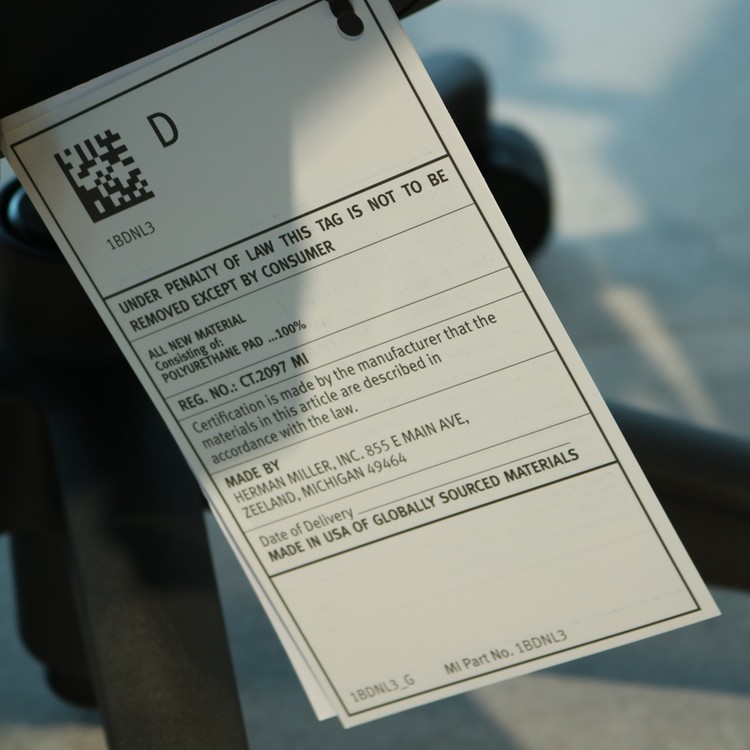 D
1BDNL3
UNDER PENALTY OF LAW THIS TAG IS NOT TO BE
REMOVED EXCEPT BY CONSUMER
ALL NEW MATERIAL
Consisting of:
POLYURETHANE PAD ...100%
REG. NO.: CT.2097 MI
Certification is made by the manufacturer that the
materials in this article are described in
accordance with the law.
MADE BY
HERMAN MILLER, INC. 855 E MAIN AVE,
ZEELAND, MICHIGAN 49464
Date of Delivery
MADE IN USA OF GLOBALLY SOURCED MATERIALS
1BDNL3_G MI Part No. 1BDNL3